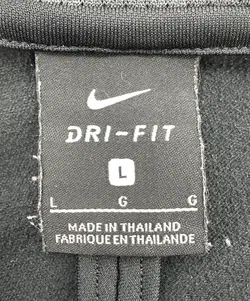 DRI-FIT
L
L G G
MADE IN THAILAND
FABRIQUE EN THAILANDE